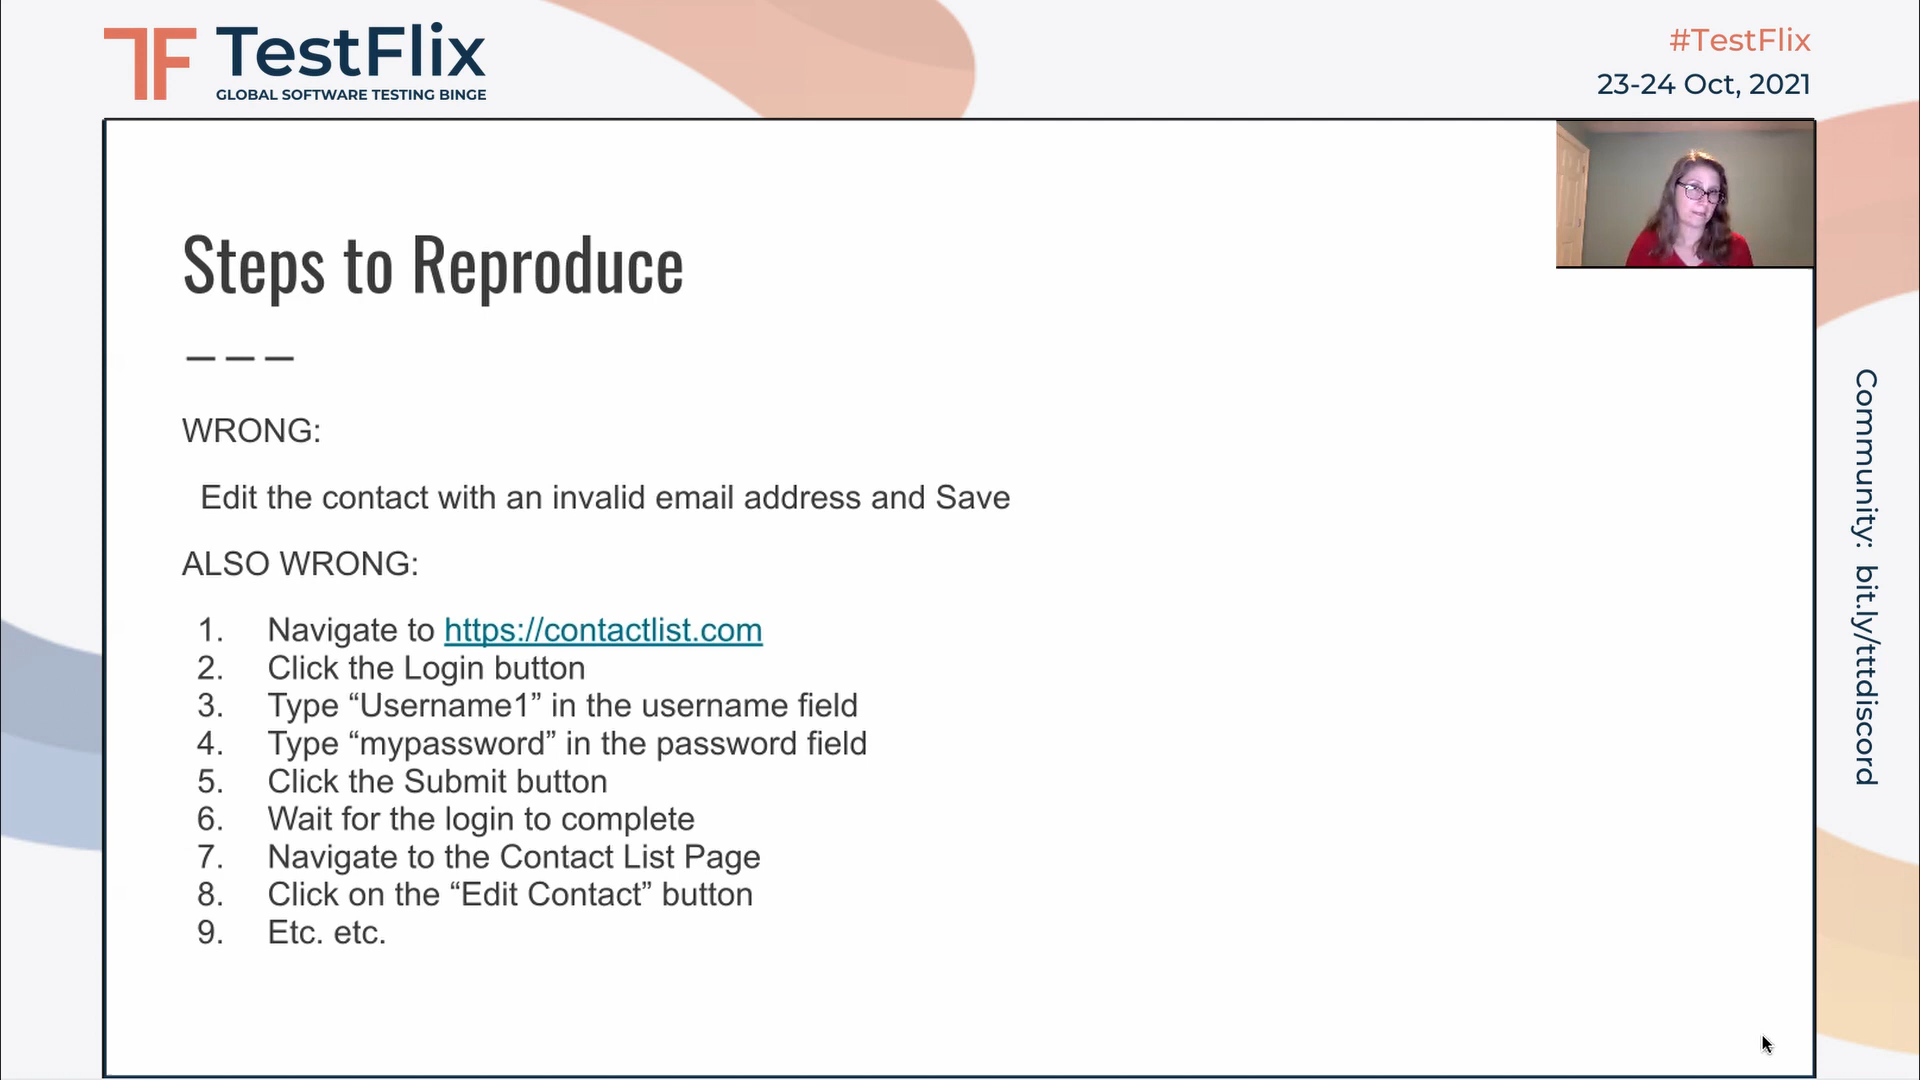 TF TestFlix
GLOBAL SOFTWARE TESTING BINGE
#TestFlix
23-24 Oct, 2021
Steps to Reproduce
———
WRONG:
Edit the contact with an invalid email address and Save
ALSO WRONG:
1. Navigate to https://contactlist.com
2. Click the Login button
3. Type “Username1” in the username field
4. Type “mypassword” in the password field
5. Click the Submit button
6. Wait for the login to complete
7. Navigate to the Contact List Page
8. Click on the “Edit Contact” button
9. Etc. etc.
Community: bit.ly/tttdiscord